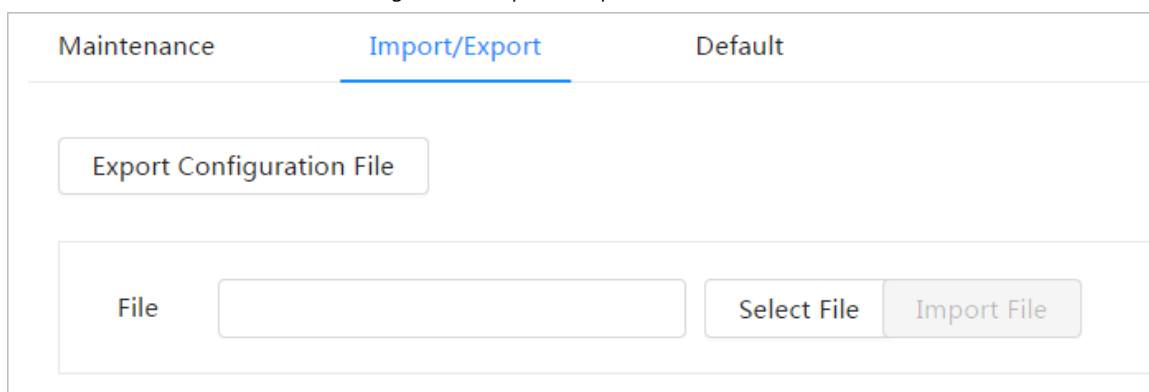 Maintenance Import/Export Default
Export Configuration File
File Select File Import File